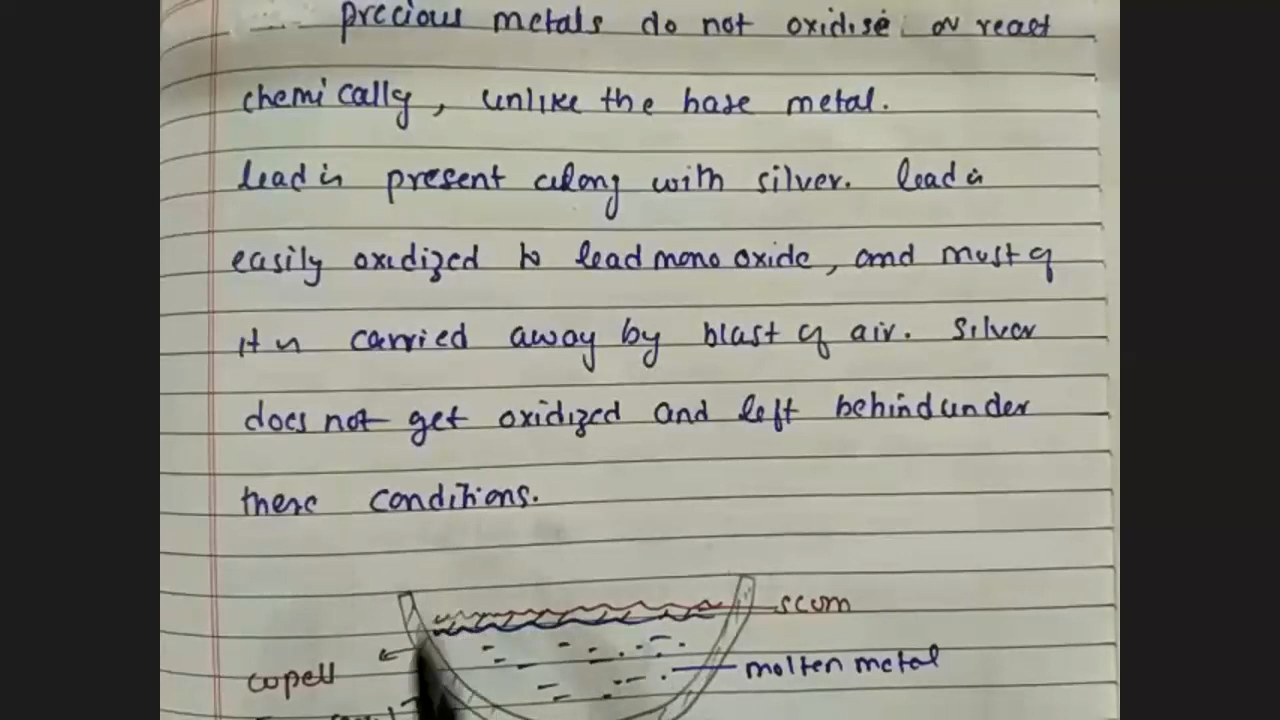 precious metals do not oxidise or react
chemically, unlike the base metal.
lead is present along with silver. lead is
easily oxidized to lead mono oxide, and most of
it is carried away by blast of air. Silver
does not get oxidized and left behind under
these conditions.
scum
molten metal
cupell